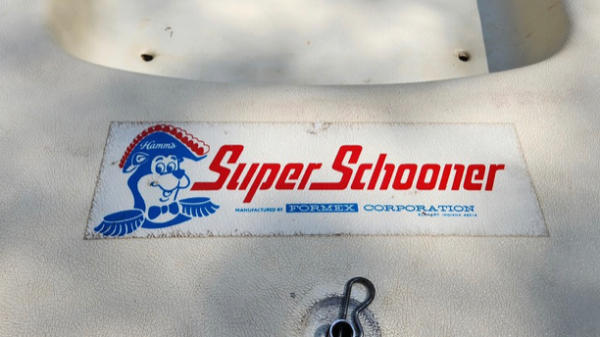 Hamm's
Super Schooner
MANUFACTURED BY FORMEX CORPORATION